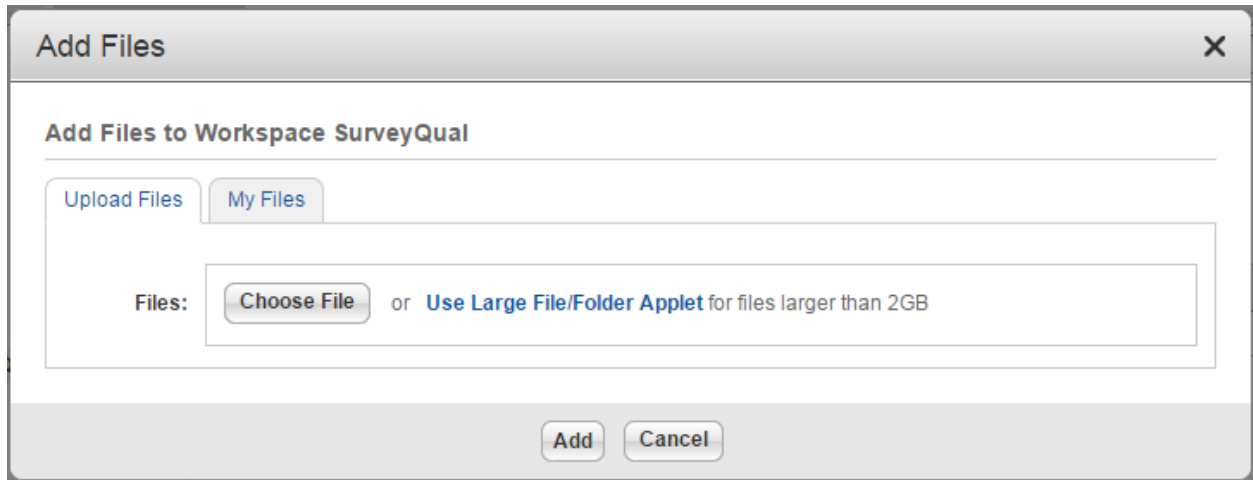 Add Files
Add Files to Workspace SurveyQual
Upload Files My Files
Files: Choose File or Use Large File/Folder Applet for files larger than 2GB
Add Cancel